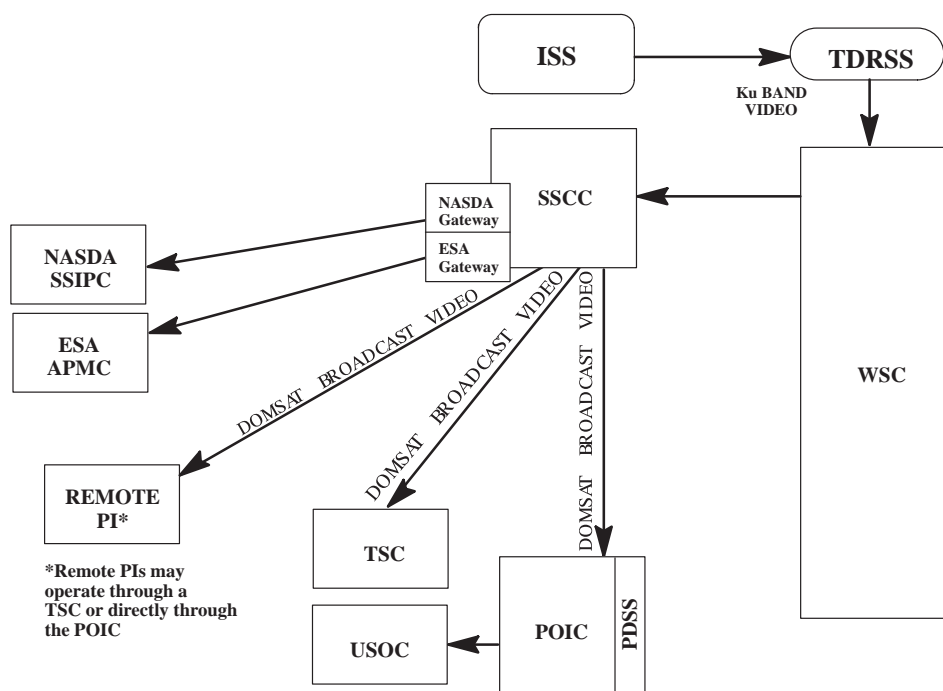 ISS
TDRSS
Ku BAND
VIDEO
SSCC
NASDA
Gateway
ESA
Gateway
NASDA
SSIPC
ESA
APMC
WSC
DOMSAT BROADCAST VIDEO
DOMSAT BROADCAST VIDEO
DOMSAT BROADCAST VIDEO
REMOTE
PI*
*Remote PIs may
operate through a
TSC or directly through
the POIC
TSC
USOC
POIC
PDSS